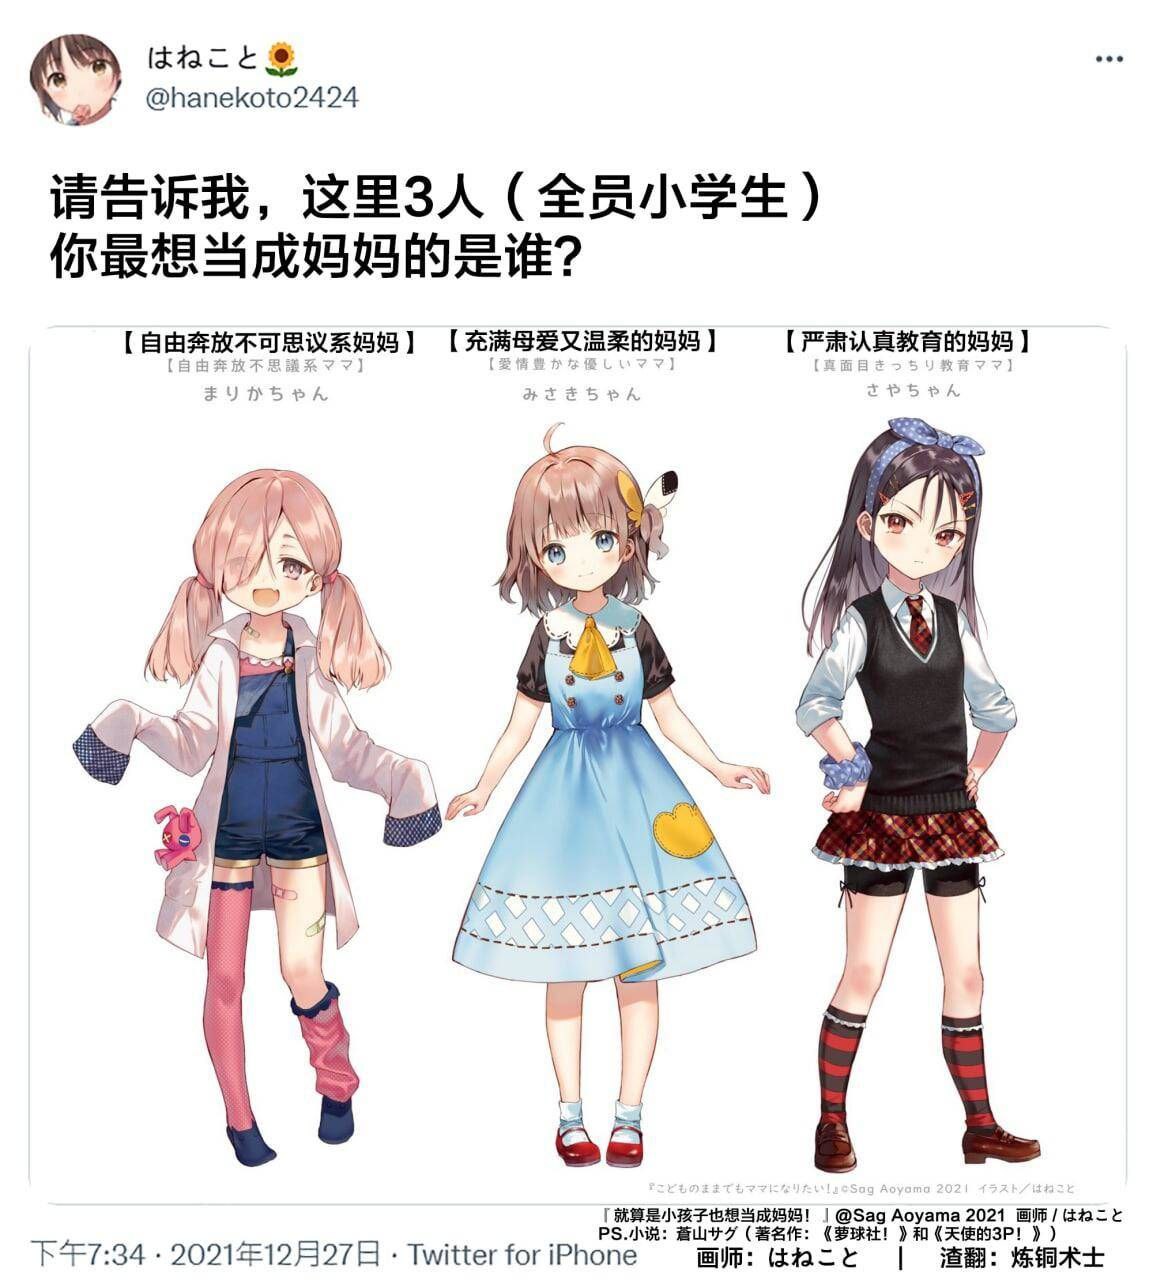 はねこと🌻
@hanekoto2424
请告诉我，这里3人（全员小学生）
你最想当成妈妈的是谁？
【自由奔放不可思议系妈妈】
【自由奔放不思議系ママ】
まりかちゃん
【充满母爱又温柔的妈妈】
【愛情豊かな優しいママ】
みさきちゃん
【严肃认真教育的妈妈】
【真面目きっちり教育ママ】
さやちゃん
『こどものままでもママになりたい！』©Sag Aoyama 2021 イラスト／はねこと
『就算是小孩子也想当成妈妈！』@Sag Aoyama 2021 画师 / はねこと
PS.小说：蒼山サグ（著名作：《萝球社！》和《天使的3P！》）
下午7:34 · 2021年12月27日 · Twitter for iPhone
画师：はねこと | 渣翻：炼铜术士